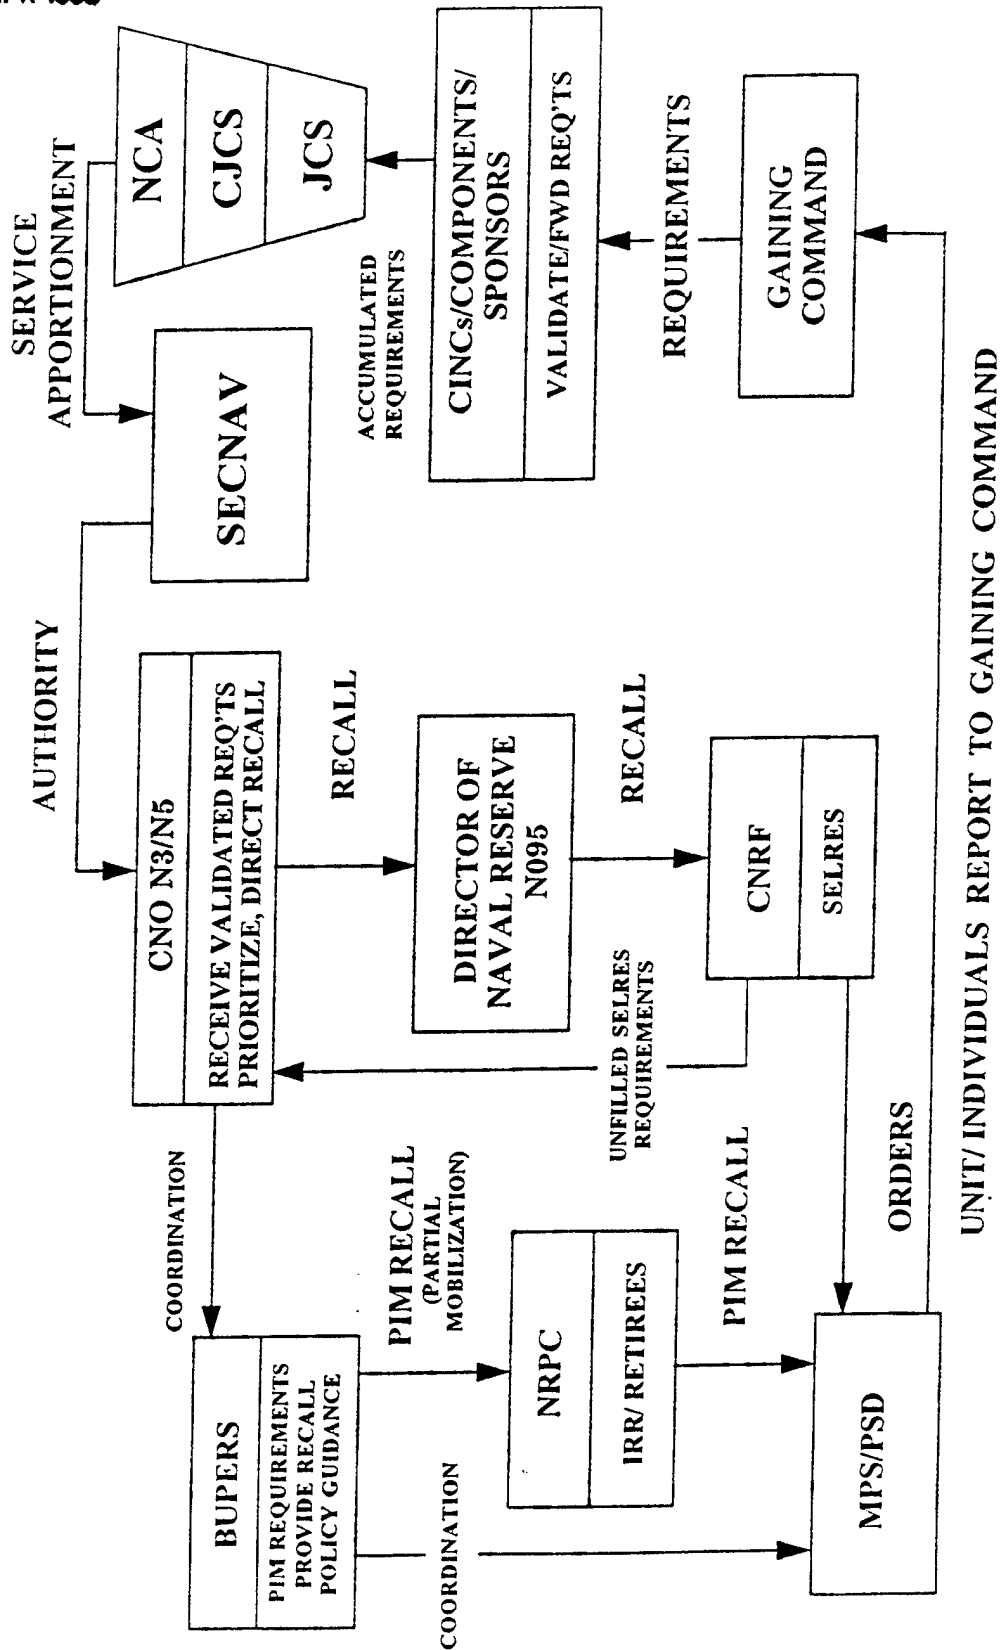 SERVICE
APPORTIONMENT
NCA
CJCS
JCS
SECNAV
AUTHORITY
ACCUMULATED
REQUIREMENTS
CINCs/COMPONENTS/
SPONSORS
VALIDATE/FWD REQ'TS
REQUIREMENTS
GAINING
COMMAND
CNO N3/N5
RECEIVE VALIDATED REQ'TS
PRIORITIZE, DIRECT RECALL
RECALL
DIRECTOR OF
NAVAL RESERVE
N095
RECALL
CNRF
SELRES
UNFILLED SELRES
REQUIREMENTS
COORDINATION
BUPERS
PIM REQUIREMENTS
PROVIDE RECALL
POLICY GUIDANCE
PIM RECALL
(PARTIAL
MOBILIZATION)
NRPC
IRR/ RETIREES
PIM RECALL
COORDINATION
ORDERS
MPS/PSD
UNIT/ INDIVIDUALS REPORT TO GAINING COMMAND